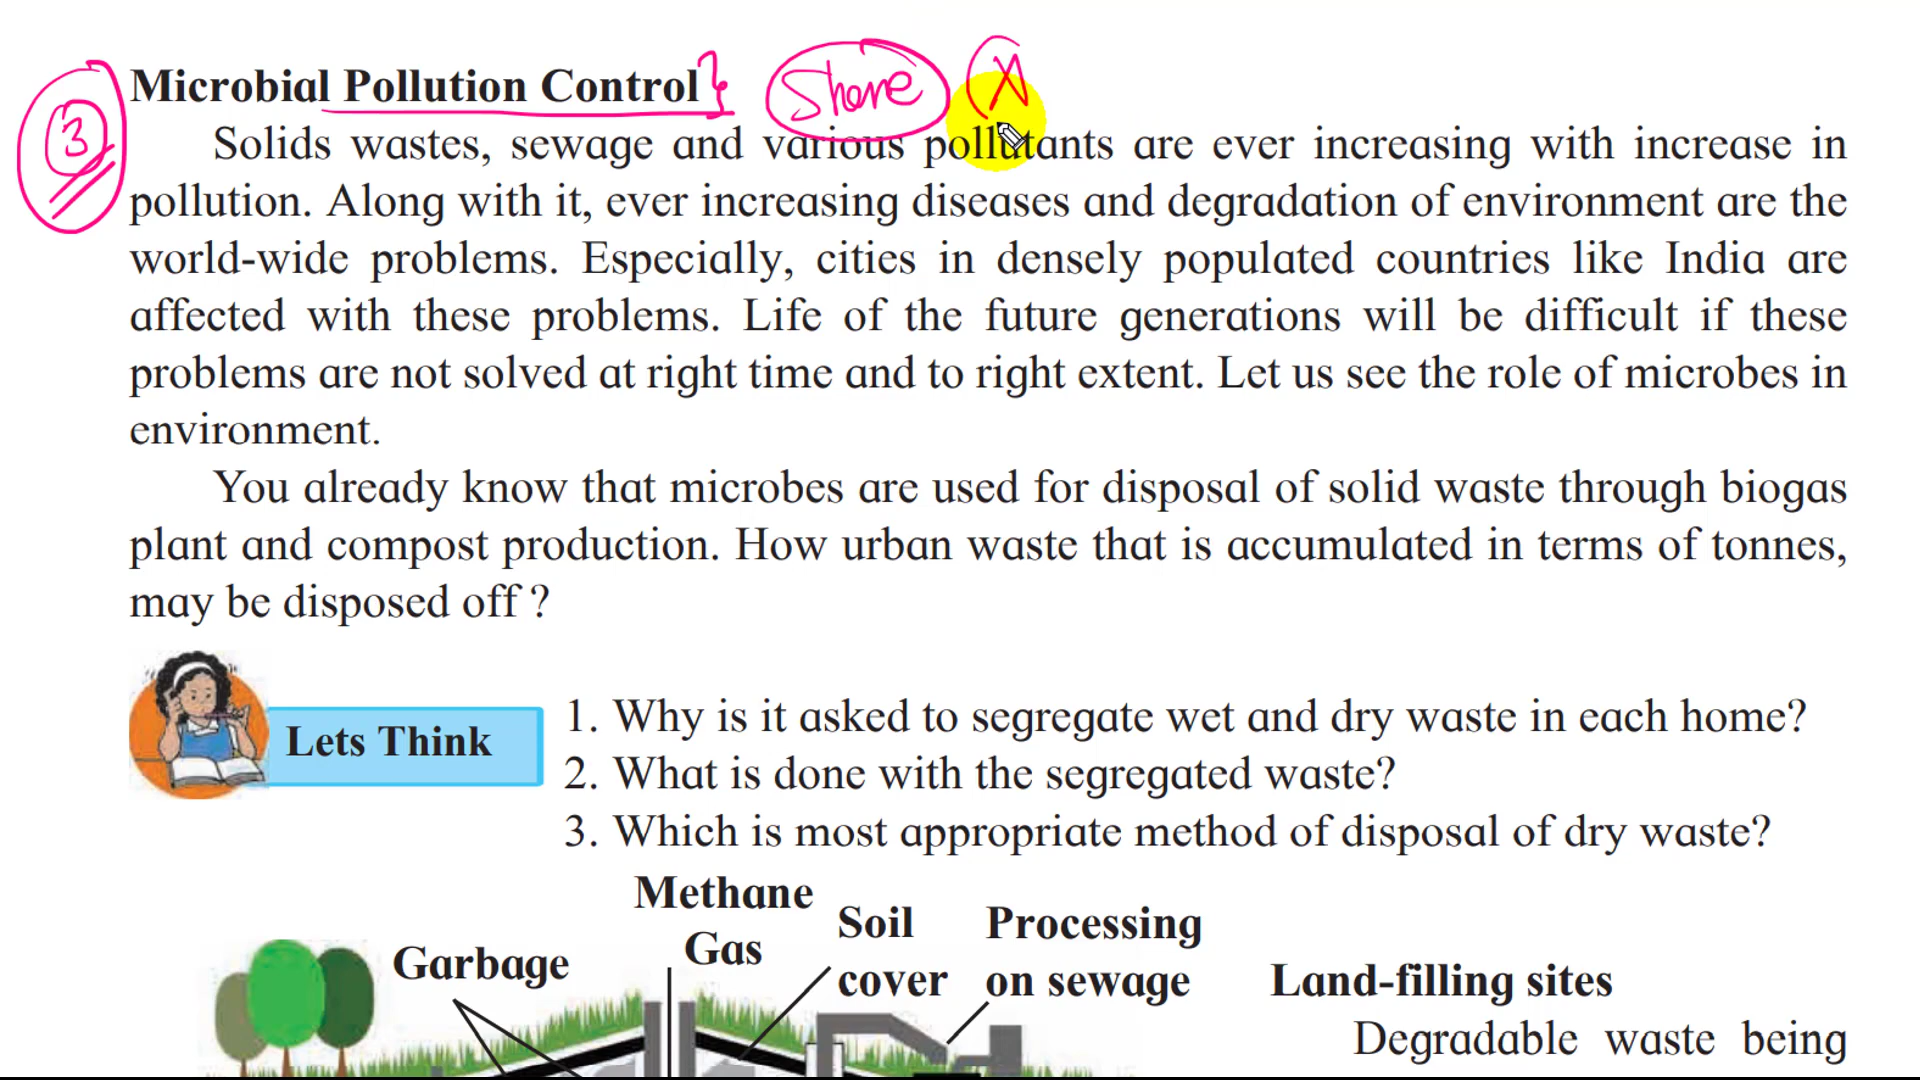 Microbial Pollution Control
Share
3
Solids wastes, sewage and various pollutants are ever increasing with increase in
pollution. Along with it, ever increasing diseases and degradation of environment are the
world-wide problems. Especially, cities in densely populated countries like India are
affected with these problems. Life of the future generations will be difficult if these
problems are not solved at right time and to right extent. Let us see the role of microbes in
environment.
You already know that microbes are used for disposal of solid waste through biogas
plant and compost production. How urban waste that is accumulated in terms of tonnes,
may be disposed off ?
Lets Think
1. Why is it asked to segregate wet and dry waste in each home?
2. What is done with the segregated waste?
3. Which is most appropriate method of disposal of dry waste?
Garbage
Methane
Gas
Soil
cover
Processing
on sewage
Land-filling sites
Degradable waste being